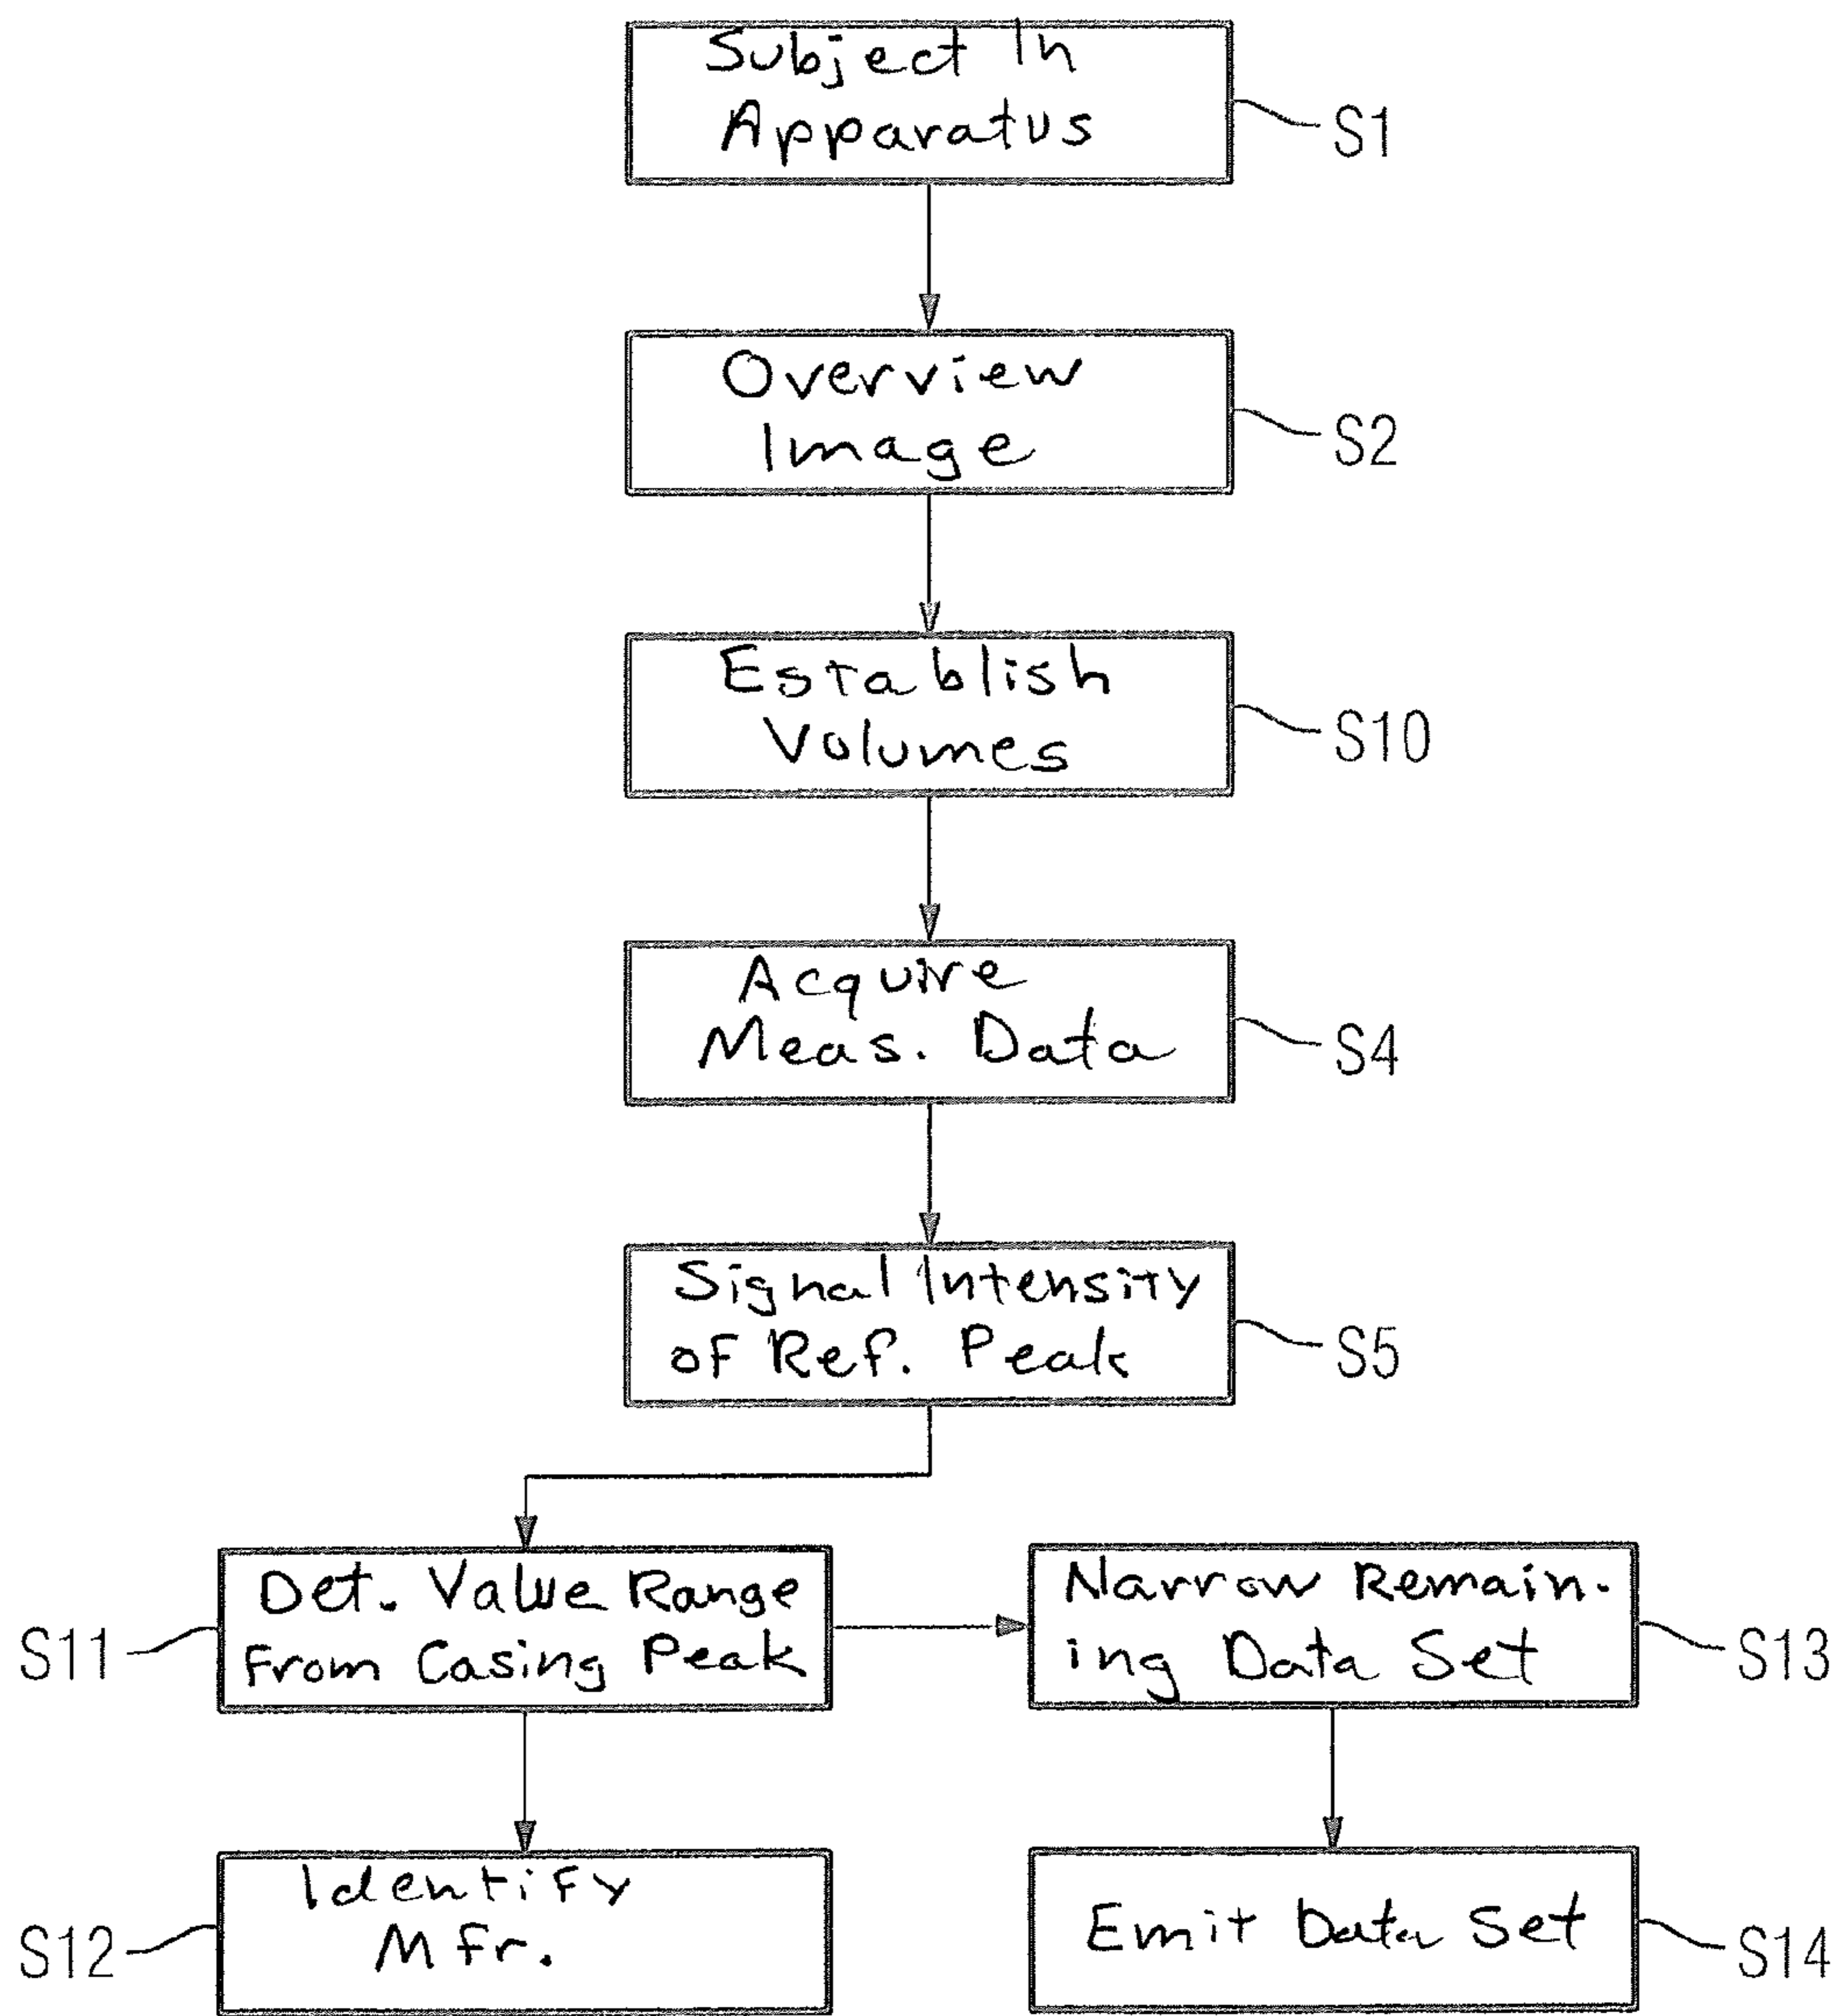 Subject In
Apparatus
S1
Overview
Image
S2
Establish
Volumes
S10
Acquire
Meas. Data
S4
Signal Intensity
of Ref. Peak
S5
Det. Value Range
From Casing Peak
S11
Narrow Remain-
ing Data Set
S13
Identify
Mfr.
S12
Emit Data Set
S14